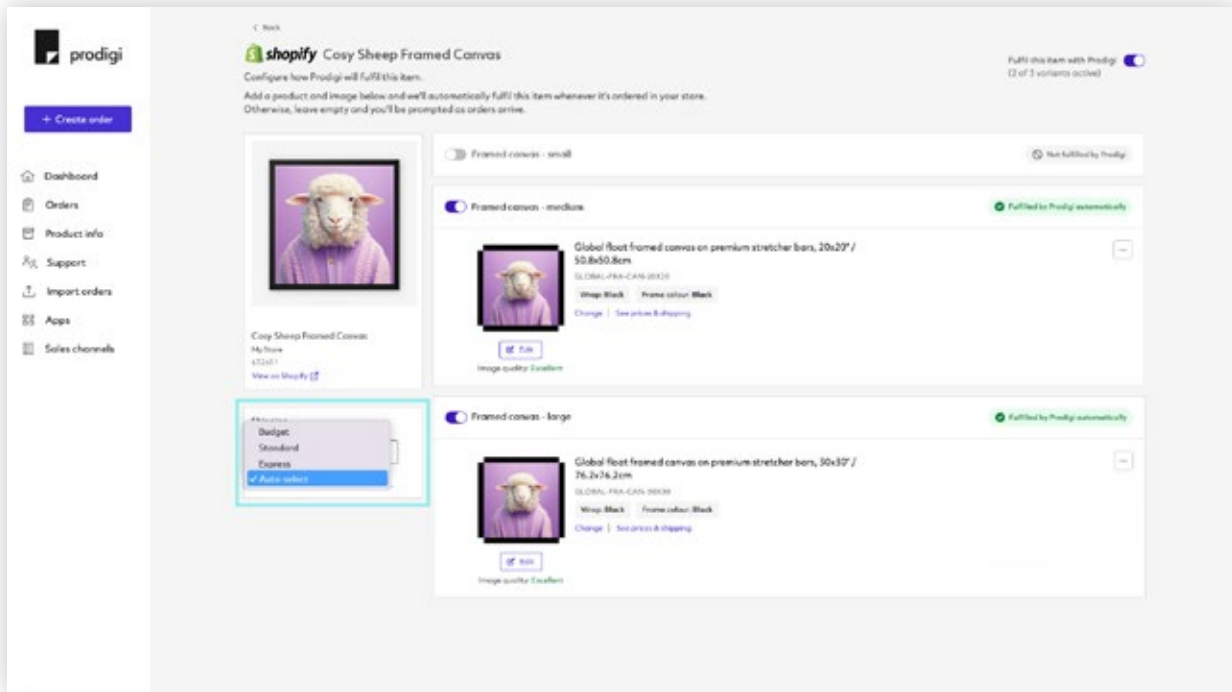 prodigi
+ Create order
Dashboard
Orders
Product info
Support
Import orders
Apps
Sales channels
< Back
shopify Cosy Sheep Framed Canvas
Configure how Prodigi will fulfil this item.
Add a product and image below and we'll automatically fulfil this item whenever it's ordered in your store.
Otherwise, leave empty and you'll be prompted as orders arrive.
Fulfil this item with Prodigi
(2 of 3 variants active)
Cosy Sheep Framed Canvas
My Store
View on Shopify
Shipping
Budget
Standard
Express
✓ Auto-select
Framed canvas - small
Not fulfilled by Prodigi
Framed canvas - medium
Fulfilled by Prodigi automatically
Global float framed canvas on premium stretcher bars, 20x20" /
50.8x50.8cm
GLOBAL-FRA-CAN-20X20
Wrap: Black Frame colour: Black
Change | See prices & shipping
Edit
Image quality: Excellent
Framed canvas - large
Fulfilled by Prodigi automatically
Global float framed canvas on premium stretcher bars, 30x30" /
76.2x76.2cm
GLOBAL-FRA-CAN-30X30
Wrap: Black Frame colour: Black
Change | See prices & shipping
Edit
Image quality: Excellent